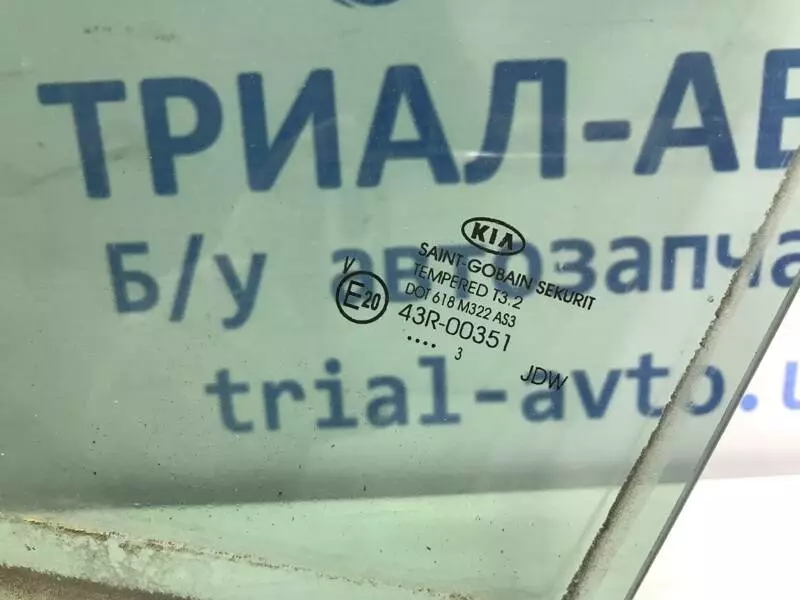 ТРИАЛ-АВ
Б/у автозапча
trial-avto.u
KIA
SAINT-GOBAIN SEKURIT
TEMPERED T3.2
DOT 618 M322 AS3
V
E20
43R-00351
.... 3
JDW